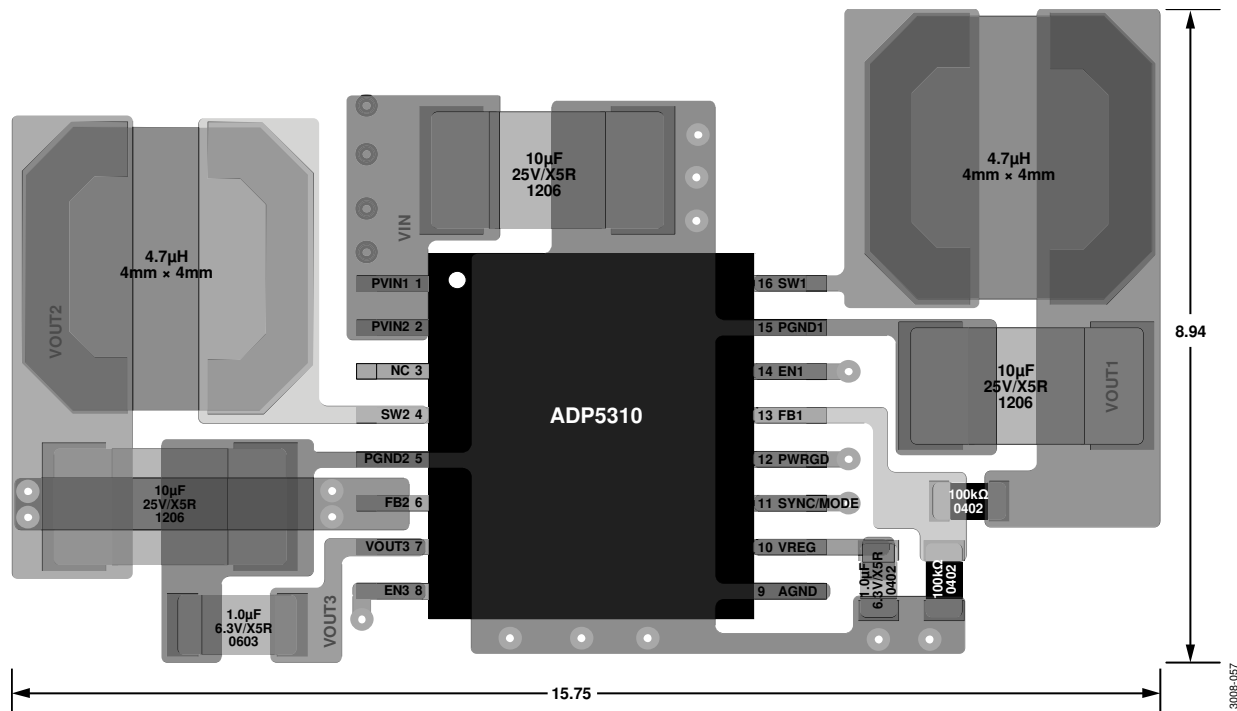 10µF
25V/X5R
1206
VIN
4.7µH
4mm × 4mm
4.7µH
4mm × 4mm
VOUT2
PVIN1 1
PVIN2 2
NC 3
SW2 4
PGND2 5
FB2 6
VOUT3 7
EN3 8
ADP5310
16 SW1
15 PGND1
14 EN1
13 FB1
12 PWRGD
11 SYNC/MODE
10 VREG
9 AGND
8.94
10µF
25V/X5R
1206
VOUT1
10µF
25V/X5R
1206
100kΩ
0402
1.0µF
6.3V/X5R
0402
100kΩ
0402
1.0µF
6.3V/X5R
0603
VOUT3
15.75
3008-057